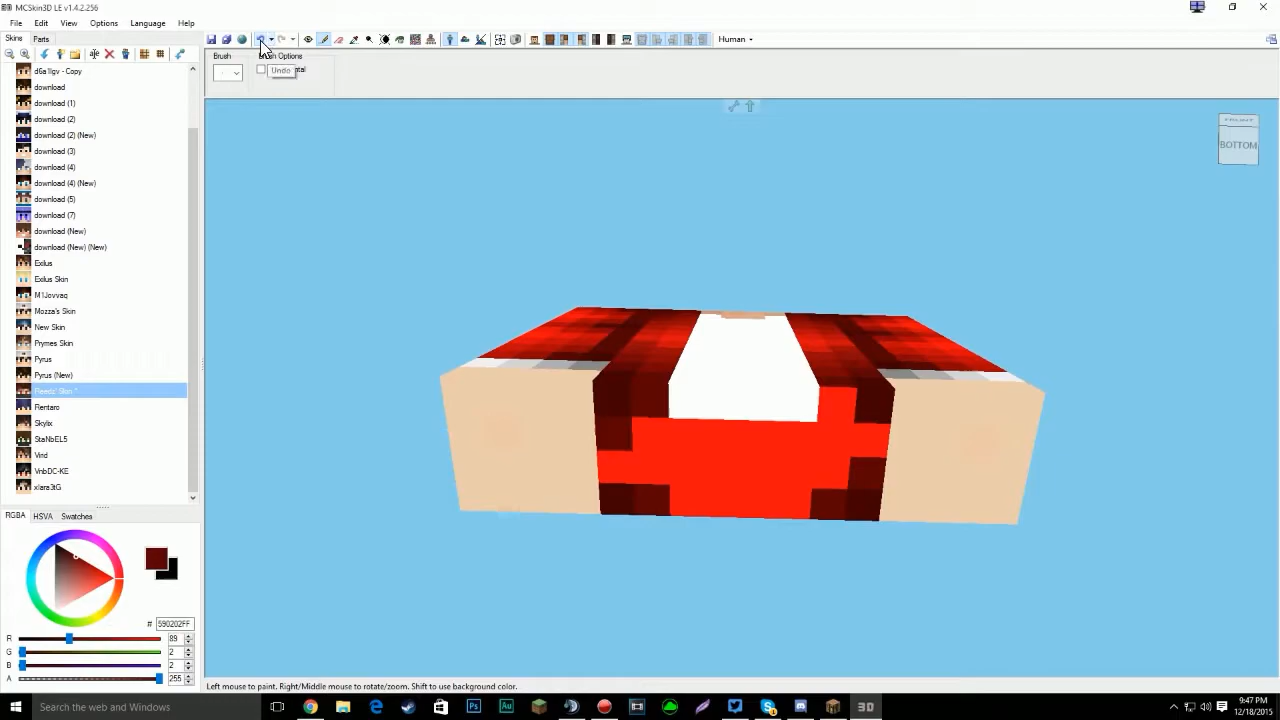 MCSkin3D LE v1.4.2.256
File Edit View Options Language Help
Skins Parts
Human
Brush
Undo
d6a1lgv - Copy
download
download (1)
download (2)
download (2) (New)
download (3)
download (4)
download (4) (New)
download (5)
download (7)
download (New)
download (New) (New)
Exilus
Exilus Skin
M1Jovvaq
Mozza's Skin
New Skin
Prymes Skin
Pyrus
Pyrus (New)
Rentaro
Skylix
StaNbEL5
Vind
VnbDC-KE
xlara3tG
BOTTOM
RGBA HSVA Swatches
# 590202FF
R 89
G 2
B 2
A 255
Left mouse to paint. Right/Middle mouse to rotate/zoom. Shift to use background color.
Search the web and Windows
Ps Au 3D
9:47 PM
12/18/2015